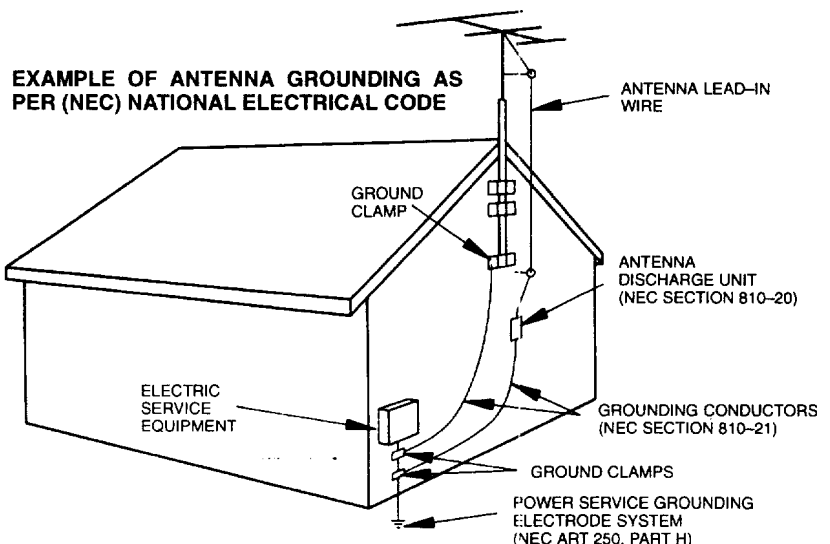 EXAMPLE OF ANTENNA GROUNDING AS
PER (NEC) NATIONAL ELECTRICAL CODE
ANTENNA LEAD–IN
WIRE
GROUND
CLAMP
ANTENNA
DISCHARGE UNIT
(NEC SECTION 810–20)
ELECTRIC
SERVICE
EQUIPMENT
GROUNDING CONDUCTORS
(NEC SECTION 810–21)
GROUND CLAMPS
POWER SERVICE GROUNDING
ELECTRODE SYSTEM
(NEC ART 250, PART H)